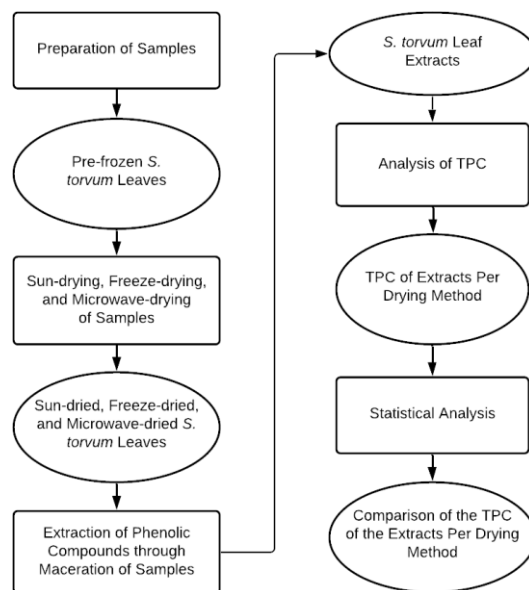 Preparation of Samples
Pre-frozen S.
torvum Leaves
Sun-drying, Freeze-drying,
and Microwave-drying
of Samples
Sun-dried, Freeze-dried,
and Microwave-dried S.
torvum Leaves
Extraction of Phenolic
Compounds through
Maceration of Samples
S. torvum Leaf
Extracts
Analysis of TPC
TPC of Extracts Per
Drying Method
Statistical Analysis
Comparison of the TPC
of the Extracts Per Drying
Method